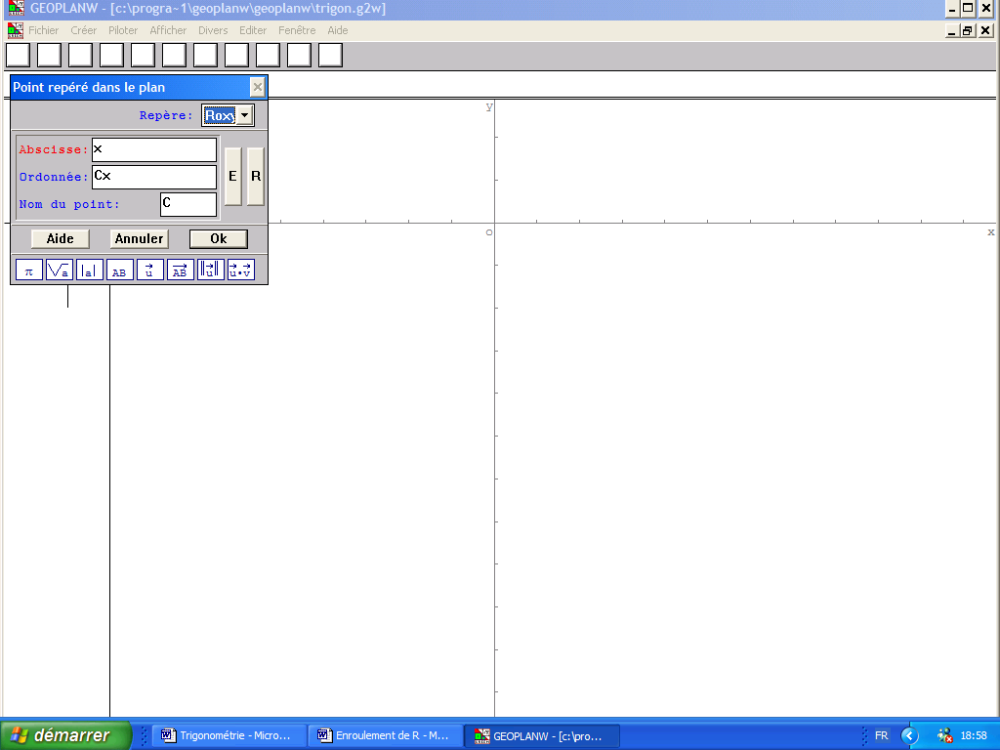 GEOPLANW - [c:\progra~1\geoplanw\geoplanw\trigon.g2w]
Fichier Créer Piloter Afficher Divers Editer Fenêtre Aide
Point repéré dans le plan
Repère: Roxy
Abscisse: x
Ordonnée: Cx
Nom du point: C
E R
Aide Annuler Ok
π √a |a| AB u AB ||u|| u·v
y
o x
démarrer Trigonométrie - Micro... Enroulement de R - M... GEOPLANW - [c:\pro... FR 18:58